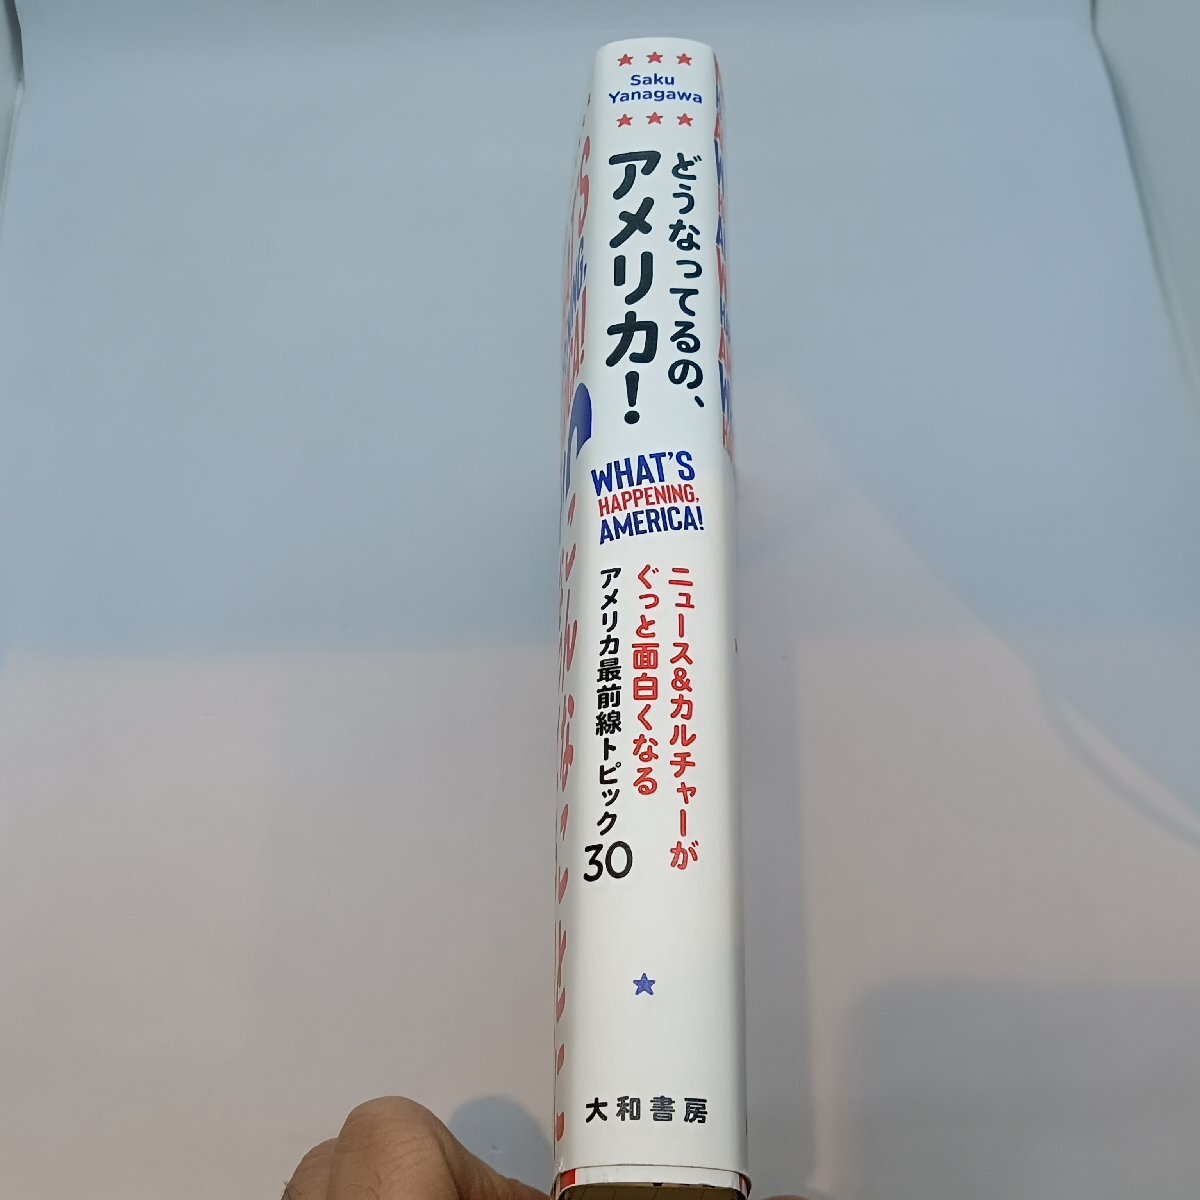 Saku
Yanagawa
どうなってるの、
アメリカ！
WHAT'S
HAPPENING,
AMERICA!
ニュース&カルチャーが
ぐっと面白くなる
アメリカ最前線トピック
30
大和書房